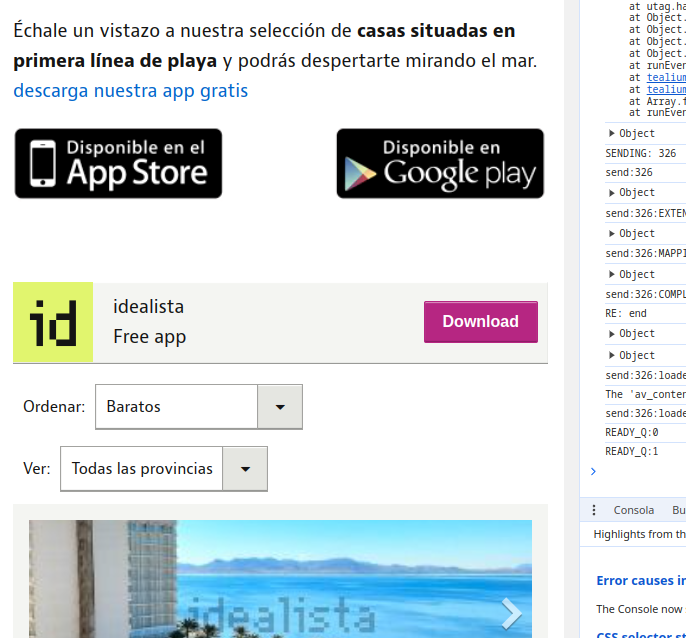 Échale un vistazo a nuestra selección de casas situadas en
primera línea de playa y podrás despertarte mirando el mar.
descarga nuestra app gratis
Disponible en el
App Store
Disponible en
Google play
id
idealista
Free app
Download
Ordenar:
Baratos
Ver:
Todas las provincias
idealista
at utag.ha
at Object.
at Object.
at Object.
at Object.
at runEven
at tealium
at tealium
at Array.f
at runEven
Object
SENDING: 326
send:326
Object
send:326:EXTEN
Object
send:326:MAPPI
Object
send:326:COMPL
RE: end
Object
Object
send:326:loade
The 'av_conten
send:326:loade
READY_Q:0
READY_Q:1
Consola
Bu
Highlights from th
Error causes in
The Console now
CSS selector st